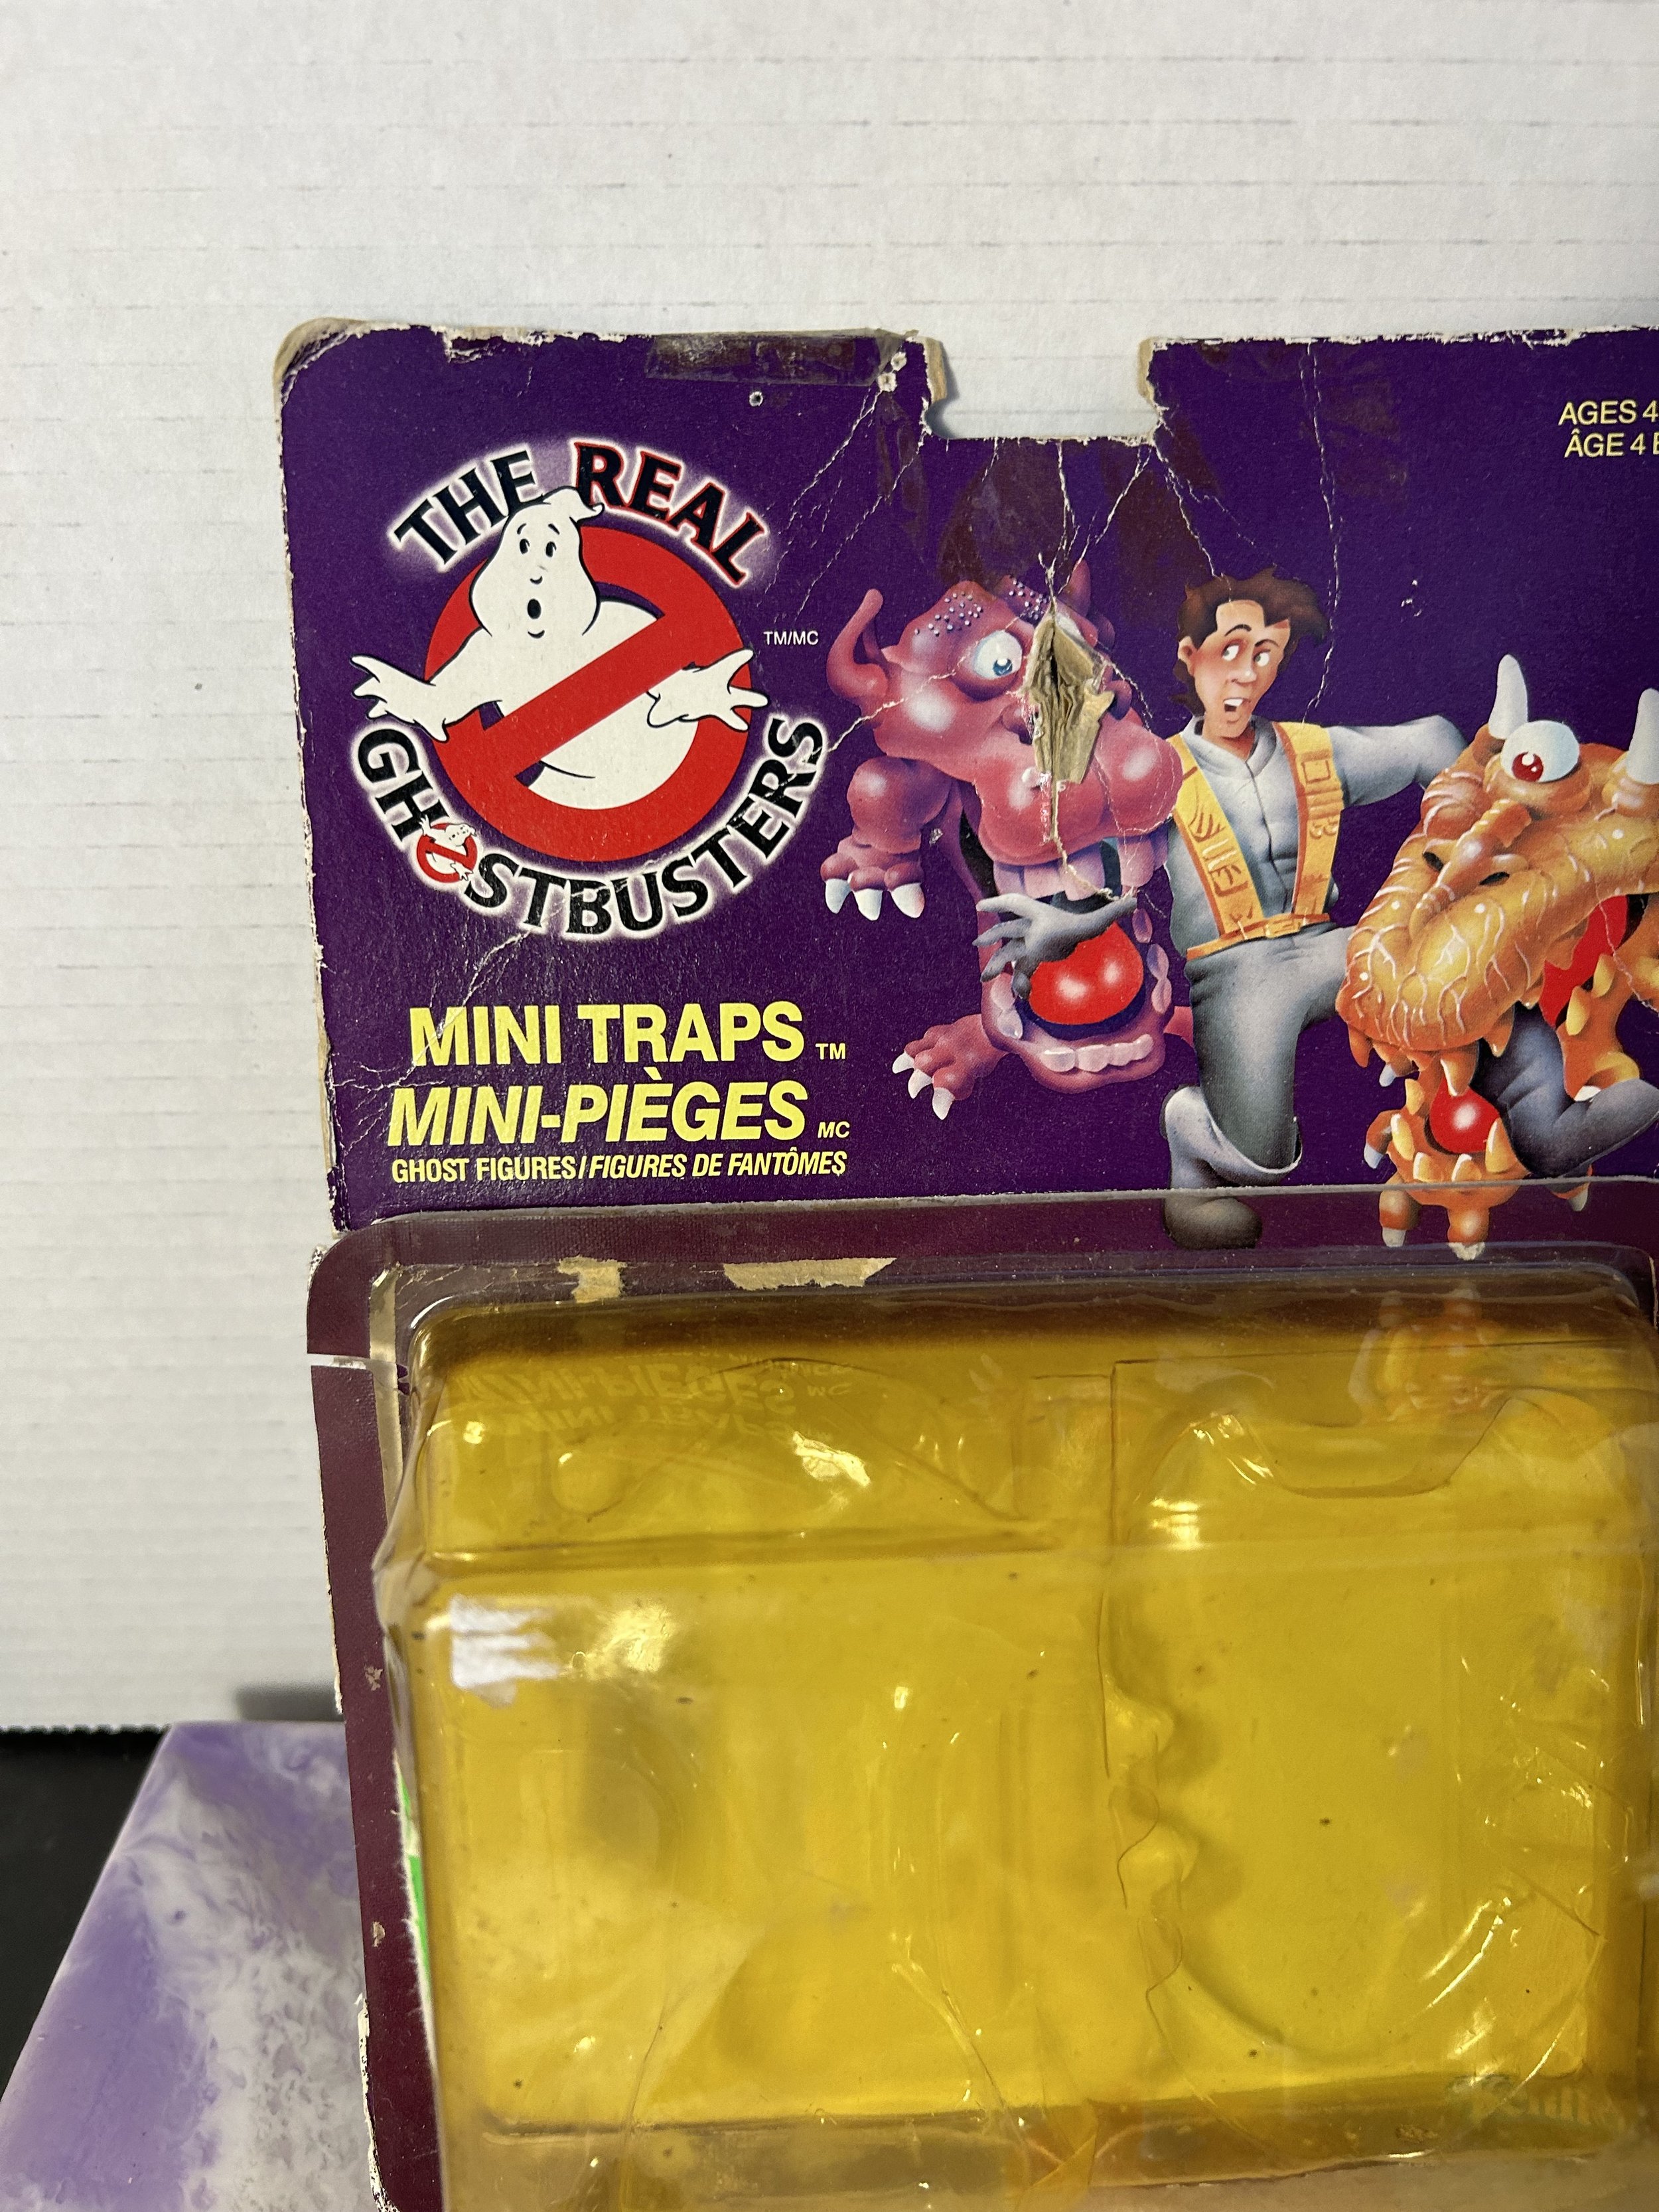 AGES 4
ÂGE 4 E
THE REAL
GHOSTBUSTERS
TM/MC
MINI TRAPS TM
MINI-PIÈGES MC
GHOST FIGURES/FIGURES DE FANTÔMES